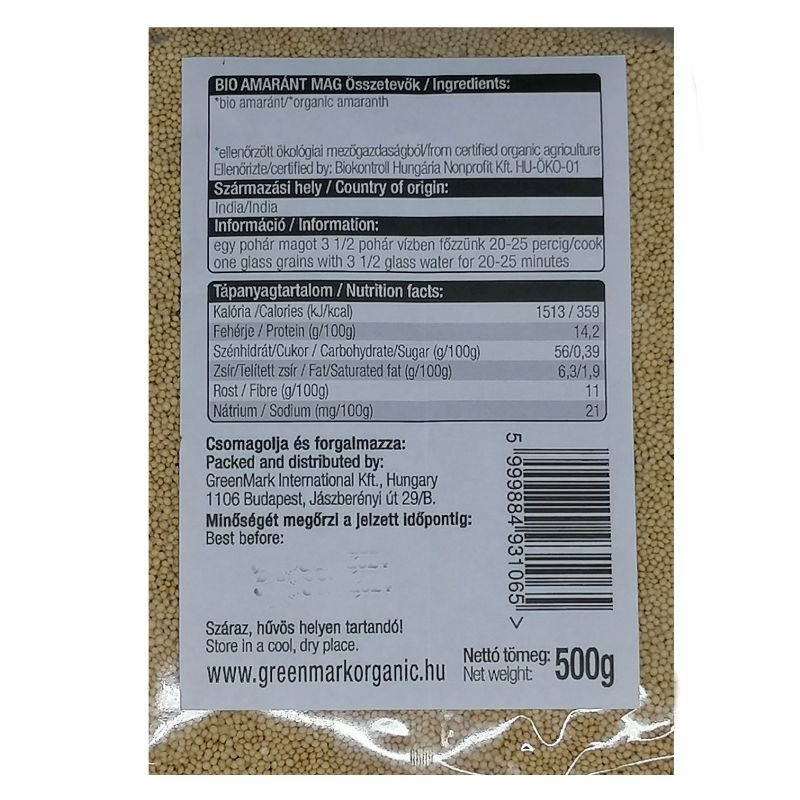 BIO AMARÁNT MAG Összetevők / Ingredients:
*bio amaránt/*organic amaranth
*ellenőrzött ökológiai mezőgazdaságból/from certified organic agriculture
Ellenőrizte/certified by: Biokontroll Hungária Nonprofit Kft. HU-ÖKO-01
Származási hely / Country of origin:
India/India
Információ / Information:
egy pohár magot 3 1/2 pohár vízben főzzünk 20-25 percig/cook
one glass grains with 3 1/2 glass water for 20-25 minutes
Tápanyagtartalom / Nutrition facts:
Kalória /Calories (kJ/kcal) 1513 / 359
Fehérje / Protein (g/100g) 14,2
Szénhidrát/Cukor / Carbohydrate/Sugar (g/100g) 56/0,39
Zsír/Telített zsír / Fat/Saturated fat (g/100g) 6,3/1,9
Rost / Fibre (g/100g) 11
Nátrium / Sodium (mg/100g) 21
Csomagolja és forgalmazza:
Packed and distributed by:
GreenMark International Kft., Hungary
1106 Budapest, Jászberényi út 29/B.
Minőségét megőrzi a jelzett időpontig:
Best before:
5 999884 931065 >
Száraz, hűvös helyen tartandó!
Store in a cool, dry place.
www.greenmarkorganic.hu
Nettó tömeg: 500g
Net weight: